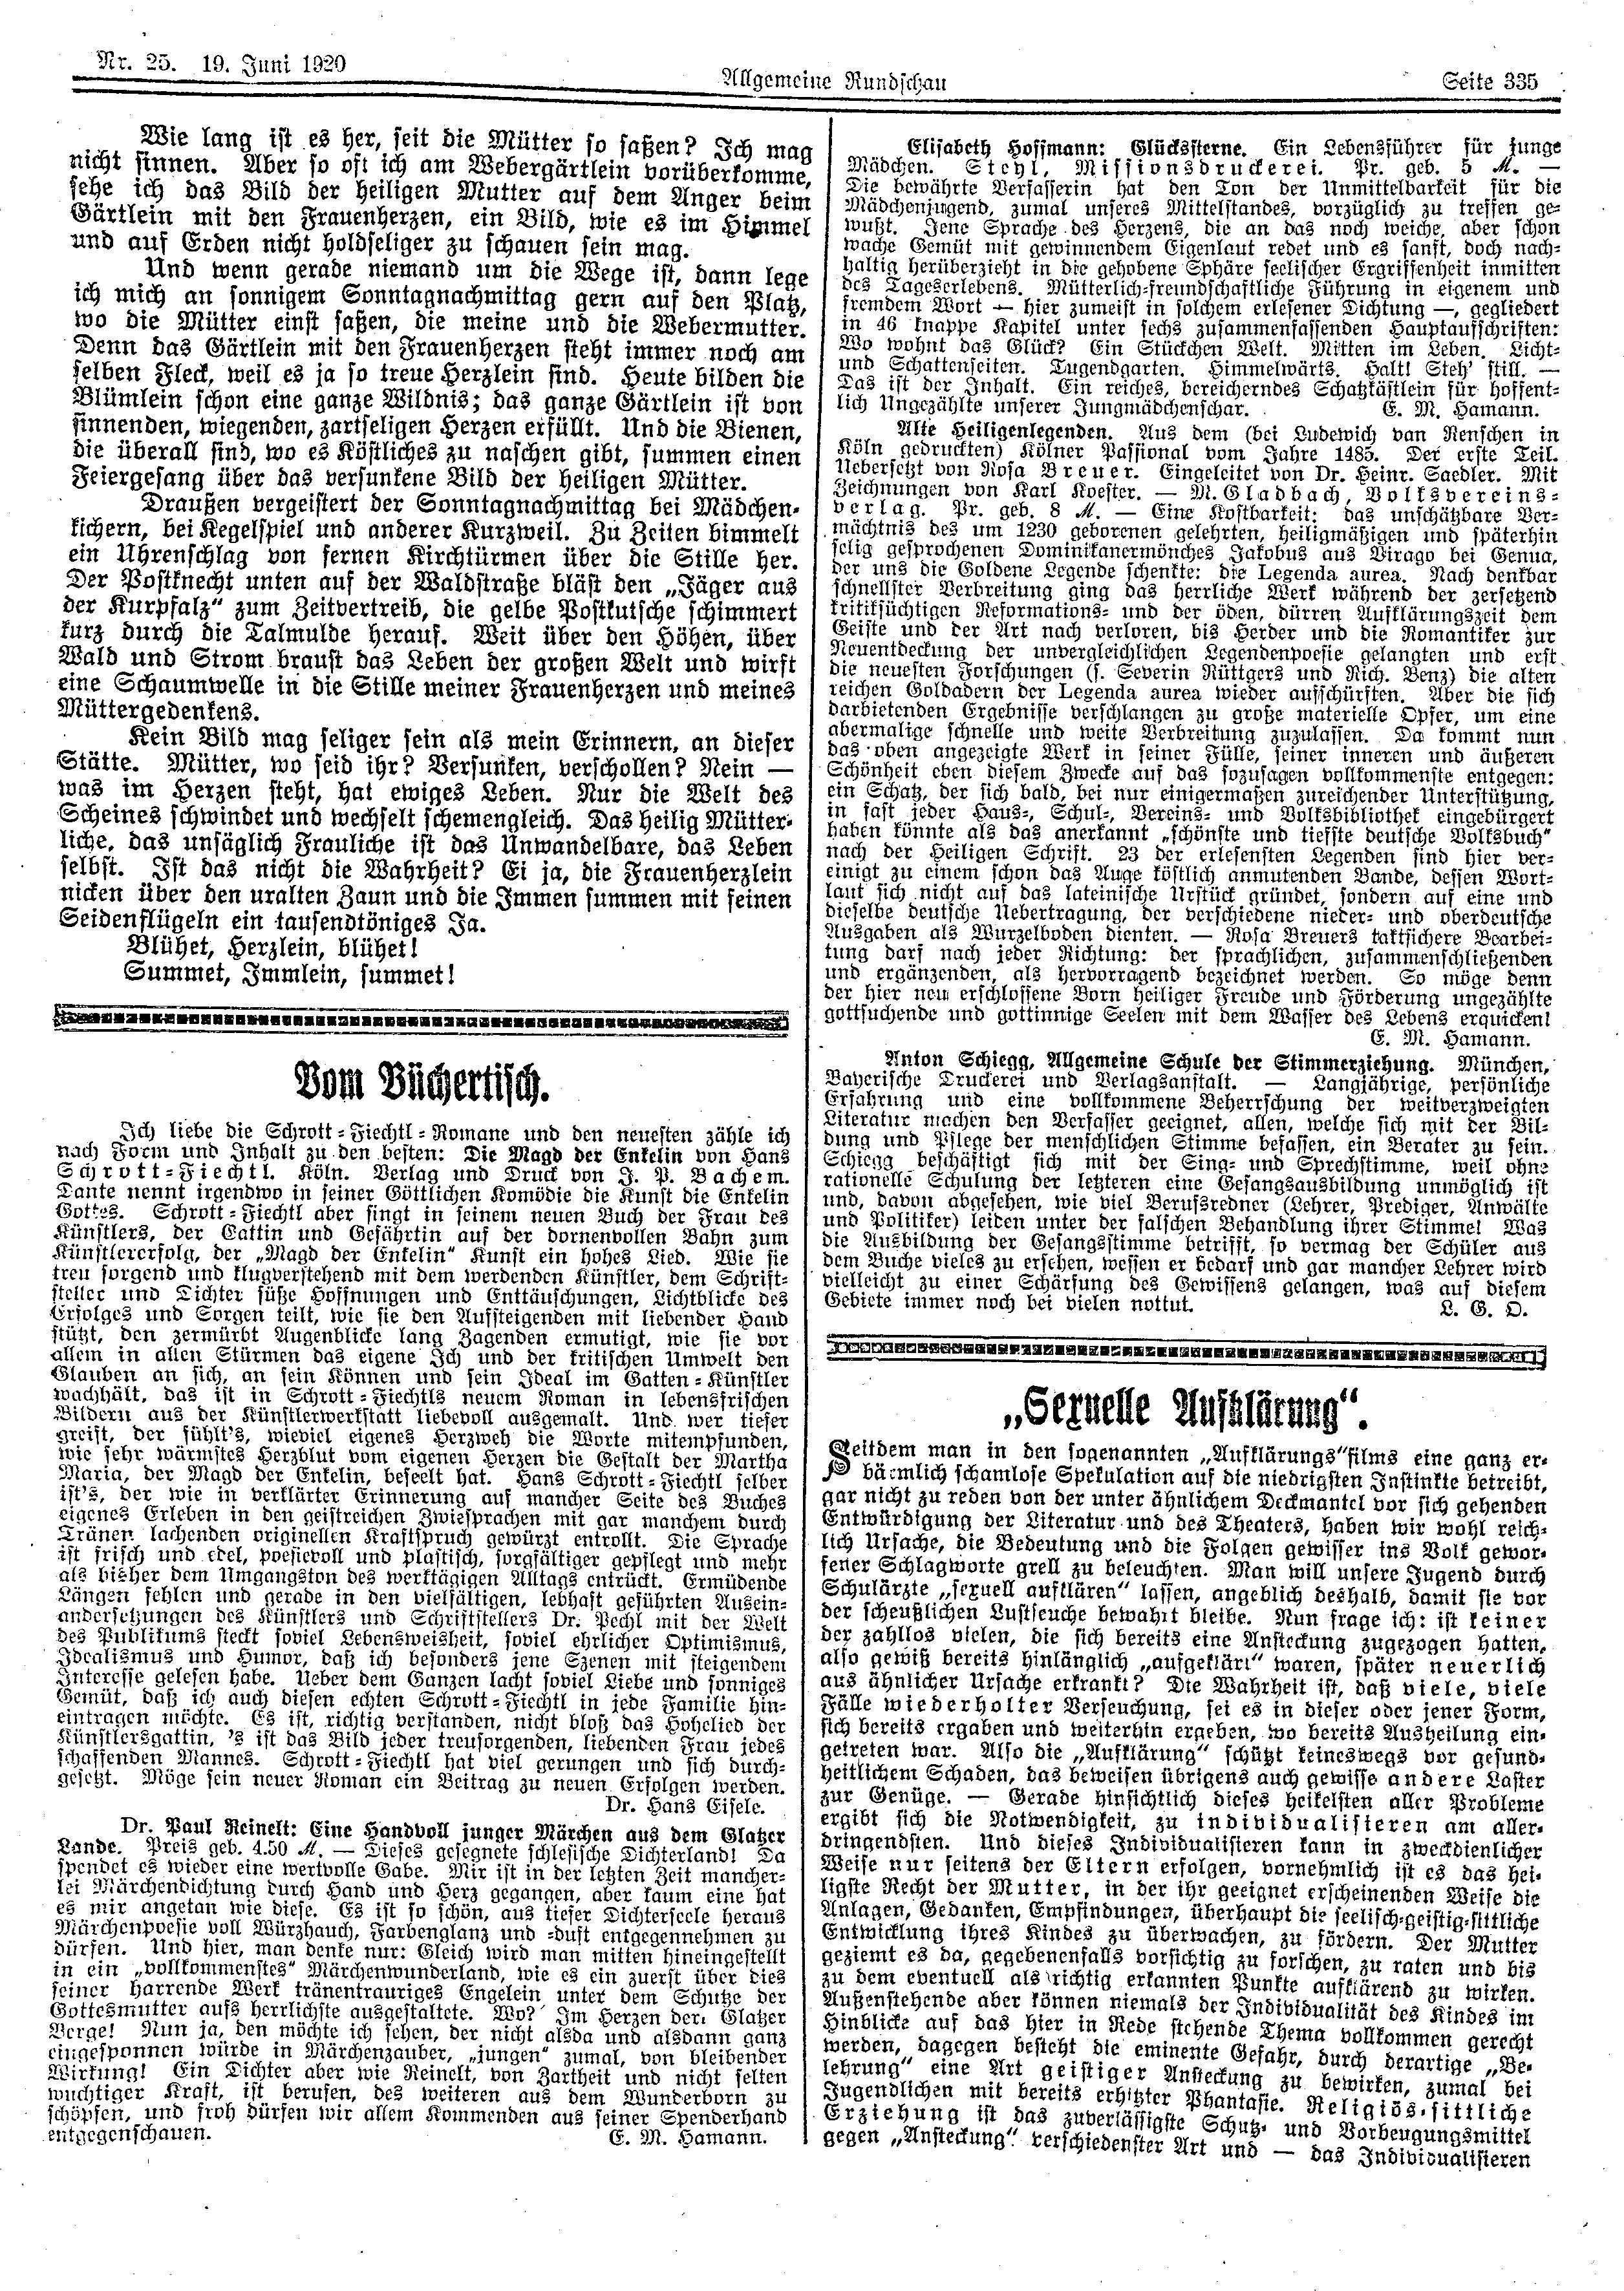 Nr. 25. 19. Juni 1920
Allgemeine Rundschau
Seite 335
Wie lang ist es her, seit die Mütter so saßen? Ich mag
nicht sinnen. Aber so oft ich am Webergärtlein vorüberkomme,
sehe ich das Bild der heiligen Mutter auf dem Anger beim
Gärtlein mit den Frauenherzen, ein Bild, wie es im Himmel
und auf Erden nicht holdseliger zu schauen sein mag.
Und wenn gerade niemand um die Wege ist, dann lege
ich mich an sonnigem Sonntagnachmittag gern auf den Platz,
wo die Mütter einst saßen, die meine und die Webermutter.
Denn das Gärtlein mit den Frauenherzen steht immer noch am
selben Fleck, weil es ja so treue Herzlein sind. Heute bilden die
Blümlein schon eine ganze Wildnis; das ganze Gärtlein ist von
sinnenden, wiegenden, zartseligen Herzen erfüllt. Und die Bienen,
die überall sind, wo es Köstliches zu naschen gibt, summen einen
Feiergesang über das versunkene Bild der heiligen Mütter.
Draußen vergeistert der Sonntagnachmittag bei Mädchen-
kichern, bei Kegelspiel und anderer Kurzweil. Zu Zeiten bimmelt
ein Uhrenschlag von fernen Kirchtürmen über die Stille her.
Der Postknecht unten auf der Waldstraße bläst den „Jäger aus
der Kurpfalz“ zum Zeitvertreib, die gelbe Postkutsche schimmert
kurz durch die Talmulde herauf. Weit über den Höhen, über
Wald und Strom braust das Leben der großen Welt und wirft
eine Schaumwelle in die Stille meiner Frauenherzen und meines
Müttergedenkens.
Kein Bild mag seliger sein als mein Erinnern, an dieser
Stätte. Mütter, wo seid ihr? Versunken, verschollen? Nein —
was im Herzen steht, hat ewiges Leben. Nur die Welt des
Scheines schwindet und wechselt schemengleich. Das heilig Mütter-
liche, das unsäglich Frauliche ist das Unwandelbare, das Leben
selbst. Ist das nicht die Wahrheit? Ei ja, die Frauenherzlein
nicken über den uralten Zaun und die Immen summen mit feinen
Seidenflügeln ein tausendtöniges Ja.
Blühet, Herzlein, blühet!
Summet, Immlein, summet!
Vom Büchertisch.
Ich liebe die Schrott-Fiechtl-Romane und den neuesten zähle ich
nach Form und Inhalt zu den besten: Die Magd der Enkelin von Hans
Schrott-Fiechtl. Köln. Verlag und Druck von J. P. Bachem.
Dante nennt irgendwo in seiner Göttlichen Komödie die Kunst die Enkelin
Gottes. Schrott-Fiechtl aber singt in seinem neuen Buch der Frau des
Künstlers, der Gattin und Gefährtin auf der dornenvollen Bahn zum
Künstlererfolg, der „Magd der Enkelin“ Kunst ein hohes Lied. Wie sie
treu sorgend und klugverstehend mit dem werdenden Künstler, dem Schrift-
steller und Dichter süße Hoffnungen und Enttäuschungen, Lichtblicke des
Erfolges und Sorgen teilt, wie sie den Aufsteigenden mit liebender Hand
stützt, den zermürbt Augenblicke lang Zagenden ermutigt, wie sie vor
allem in allen Stürmen das eigene Ich und der kritischen Umwelt den
Glauben an sich, an sein Können und sein Ideal im Gatten-Künstler
wachhält, das ist in Schrott-Fiechtls neuem Roman in lebensfrischen
Bildern aus der Künstlerwerkstatt liebevoll ausgemalt. Und wer tiefer
greift, der fühlt's, wieviel eigenes Herzweh die Worte mitempfunden,
wie sehr wärmstes Herzblut vom eigenen Herzen die Gestalt der Martha
Maria, der Magd der Enkelin, beseelt hat. Hans Schrott-Fiechtl selber
ist's, der wie in verklärter Erinnerung auf mancher Seite des Buches
eigenes Erleben in den geistreichen Zwiesprachen mit gar manchem durch
Tränen lachenden originellen Kraftspruch gewürzt entrollt. Die Sprache
ist frisch und edel, poesievoll und plastisch, sorgfältiger gepflegt und mehr
als bisher dem Umgangston des werktägigen Alltags entrückt. Ermüdende
Längen fehlen und gerade in den vielfältigen, lebhaft geführten Ausein-
andersetzungen des Künstlers und Schriftstellers Dr. Pechl mit der Welt
des Publikums steckt soviel Lebensweisheit, soviel ehrlicher Optimismus,
Idealismus und Humor, daß ich besonders jene Szenen mit steigendem
Interesse gelesen habe. Ueber dem Ganzen lacht soviel Liebe und sonniges
Gemüt, daß ich auch diesen echten Schrott-Fiechtl in jede Familie hin-
eintragen möchte. Es ist, richtig verstanden, nicht bloß das Hohelied der
Künstlersgattin, 's ist das Bild jeder treusorgenden, liebenden Frau jedes
schaffenden Mannes. Schrott-Fiechtl hat viel gerungen und sich durch-
gesetzt. Möge sein neuer Roman ein Beitrag zu neuen Erfolgen werden.
Dr. Hans Eisele.
Dr. Paul Reinelt: Eine Handvoll junger Märchen aus dem Glatzer
Lande. Preis geb. 4.50 M. — Dieses gesegnete schlesische Dichterland! Da
spendet es wieder eine wertvolle Gabe. Mir ist in der letzten Zeit mancher-
lei Märchendichtung durch Hand und Herz gegangen, aber kaum eine hat
es mir angetan wie diese. Es ist so schön, aus tiefer Dichterseele heraus
Märchenpoesie voll Würzhauch, Farbenglanz und -duft entgegennehmen zu
dürfen. Und hier, man denke nur: Gleich wird man mitten hineingestellt
in ein „vollkommenstes“ Märchenwunderland, wie es ein zuerst über dies
seiner harrende Werk tränentrauriges Engelein unter dem Schutze der
Gottesmutter aufs herrlichste ausgestaltete. Wo? Im Herzen der Glatzer
Berge! Nun ja, den möchte ich sehen, der nicht alsda und alsdann ganz
eingesponnen würde in Märchenzauber, „jungen“ zumal, von bleibender
Wirkung! Ein Dichter aber wie Reinelt, von Zartheit und nicht selten
wuchtiger Kraft, ist berufen, des weiteren aus dem Wunderborn zu
schöpfen, und froh dürfen wir allem Kommenden aus seiner Spenderhand
entgegenschauen.
E. M. Hamann.
Elisabeth Hoffmann: Glückssterne. Ein Lebensführer für junge
Mädchen. Steyl, Missionsdruckerei. Pr. geb. 5 M. —
Die bewährte Verfasserin hat den Ton der Unmittelbarkeit für die
Mädchenjugend, zumal unseres Mittelstandes, vorzüglich zu treffen ge-
wußt. Jene Sprache des Herzens, die an das noch weiche, aber schon
wache Gemüt mit gewinnendem Eigenlaut redet und es sanft, doch nach-
haltig herüberzieht in die gehobene Sphäre seelischer Ergriffenheit inmitten
des Tageserlebens. Mütterlich-freundschaftliche Führung in eigenem und
fremdem Wort — hier zumeist in solchem erlesener Dichtung —, gegliedert
in 46 knappe Kapitel unter sechs zusammenfassenden Hauptaufschriften:
Wo wohnt das Glück? Ein Stückchen Welt. Mitten im Leben. Licht-
und Schattenseiten. Tugendgarten. Himmelwärts. Halt! Steh' still. —
Das ist der Inhalt. Ein reiches, bereicherndes Schatzkästlein für hoffent-
lich Ungezählte unserer Jungmädchenschar.
E. M. Hamann.
Alte Heiligenlegenden. Aus dem (bei Ludewich van Renschen in
Köln gedruckten) Kölner Passional vom Jahre 1485. Der erste Teil.
Uebersetzt von Rosa Breuer. Eingeleitet von Dr. Heinr. Saedler. Mit
Zeichnungen von Karl Koester. — M.Gladbach, Volksvereins-
verlag. Pr. geb. 8 M. — Eine Kostbarkeit: das unschätzbare Ver-
mächtnis des um 1230 geborenen gelehrten, heiligmäßigen und späterhin
selig gesprochenen Dominikanermönches Jakobus aus Virago bei Genua,
der uns die Goldene Legende schenkte: die Legenda aurea. Nach denkbar
schnellster Verbreitung ging das herrliche Werk während der zersetzend
kritiksüchtigen Reformations- und der öden, dürren Aufklärungszeit dem
Geiste und der Art nach verloren, bis Herder und die Romantiker zur
Neuentdeckung der unvergleichlichen Legendenpoesie gelangten und erst
die neuesten Forschungen (s. Severin Rüttgers und Rich. Benz) die alten
reichen Goldadern der Legenda aurea wieder aufschürften. Aber die sich
darbietenden Ergebnisse verschlangen zu große materielle Opfer, um eine
abermalige schnelle und weite Verbreitung zuzulassen. Da kommt nun
das oben angezeigte Werk in seiner Fülle, seiner inneren und äußeren
Schönheit eben diesem Zwecke auf das sozusagen vollkommenste entgegen:
ein Schatz, der sich bald, bei nur einigermaßen zureichender Unterstützung,
in fast jeder Haus-, Schul-, Vereins- und Volksbibliothek eingebürgert
haben könnte als das anerkannt „schönste und tiefste deutsche Volksbuch“
nach der Heiligen Schrift. 23 der erlesensten Legenden sind hier ver-
einigt zu einem schon das Auge köstlich anmutenden Bande, dessen Wort-
laut sich nicht auf das lateinische Urstück gründet, sondern auf eine und
dieselbe deutsche Uebertragung, der verschiedene nieder- und oberdeutsche
Ausgaben als Wurzelboden dienten. — Rosa Breuers taktsichere Bearbei-
tung darf nach jeder Richtung: der sprachlichen, zusammenschließenden
und ergänzenden, als hervorragend bezeichnet werden. So möge denn
der hier neu erschlossene Born heiliger Freude und Förderung ungezählte
gottsuchende und gottinnige Seelen mit dem Wasser des Lebens erquicken!
E. M. Hamann.
Anton Schiegg, Allgemeine Schule der Stimmerziehung. München,
Bayerische Druckerei und Verlagsanstalt. — Langjährige, persönliche
Erfahrung und eine vollkommene Beherrschung der weitverzweigten
Literatur machen den Verfasser geeignet, allen, welche sich mit der Bil-
dung und Pflege der menschlichen Stimme befassen, ein Berater zu sein.
Schiegg beschäftigt sich mit der Sing- und Sprechstimme, weil ohne
rationelle Schulung der letzteren eine Gesangsausbildung unmöglich ist
und, davon abgesehen, wie viel Berufsredner (Lehrer, Prediger, Anwälte
und Politiker) leiden unter der falschen Behandlung ihrer Stimme! Was
die Ausbildung der Gesangsstimme betrifft, so vermag der Schüler aus
dem Buche vieles zu ersehen, wessen er bedarf und gar mancher Lehrer wird
vielleicht zu einer Schärfung des Gewissens gelangen, was auf diesem
Gebiete immer noch bei vielen nottut.
L. G. O.
„Sexuelle Aufklärung“.
Seitdem man in den sogenannten „Aufklärungs“films eine ganz er-
bärmlich schamlose Spekulation auf die niedrigsten Instinkte betreibt,
gar nicht zu reden von der unter ähnlichem Deckmantel vor sich gehenden
Entwürdigung der Literatur und des Theaters, haben wir wohl reich-
lich Ursache, die Bedeutung und die Folgen gewisser ins Volk gewor-
fener Schlagworte grell zu beleuchten. Man will unsere Jugend durch
Schulärzte „sexuell aufklären“ lassen, angeblich deshalb, damit sie vor
der scheußlichen Lustseuche bewahrt bleibe. Nun frage ich: ist keiner
der zahllos vielen, die sich bereits eine Ansteckung zugezogen hatten,
also gewiß bereits hinlänglich „aufgeklärt“ waren, später neuerlich
aus ähnlicher Ursache erkrankt? Die Wahrheit ist, daß viele, viele
Fälle wiederholter Verseuchung, sei es in dieser oder jener Form,
sich bereits ergaben und weiterhin ergeben, wo bereits Ausheilung ein-
getreten war. Also die „Aufklärung“ schützt keineswegs vor gesund-
heitlichem Schaden, das beweisen übrigens auch gewisse andere Laster
zur Genüge. — Gerade hinsichtlich dieses heikelsten aller Probleme
ergibt sich die Notwendigkeit, zu individualisieren am aller-
dringendsten. Und dieses Individualisieren kann in zweckdienlicher
Weise nur seitens der Eltern erfolgen, vornehmlich ist es das hei-
ligste Recht der Mutter, in der ihr geeignet erscheinenden Weise die
Anlagen, Gedanken, Empfindungen, überhaupt die seelisch-geistig-sittliche
Entwicklung ihres Kindes zu überwachen, zu fördern. Der Mutter
geziemt es da, gegebenenfalls vorsichtig zu forschen, zu raten und bis
zu dem eventuell als richtig erkannten Punkte aufklärend zu wirken.
Außenstehende aber können niemals der Individualität des Kindes im
Hinblicke auf das hier in Rede stehende Thema vollkommen gerecht
werden, dagegen besteht die eminente Gefahr, durch derartige „Be-
lehrung“ eine Art geistiger Ansteckung zu bewirken, zumal bei
Jugendlichen mit bereits erhitzter Phantasie. Religiös-sittliche
Erziehung ist das zuverlässigste Schutz- und Vorbeugungsmittel
gegen „Ansteckung“ verschiedenster Art und — das Individualisieren